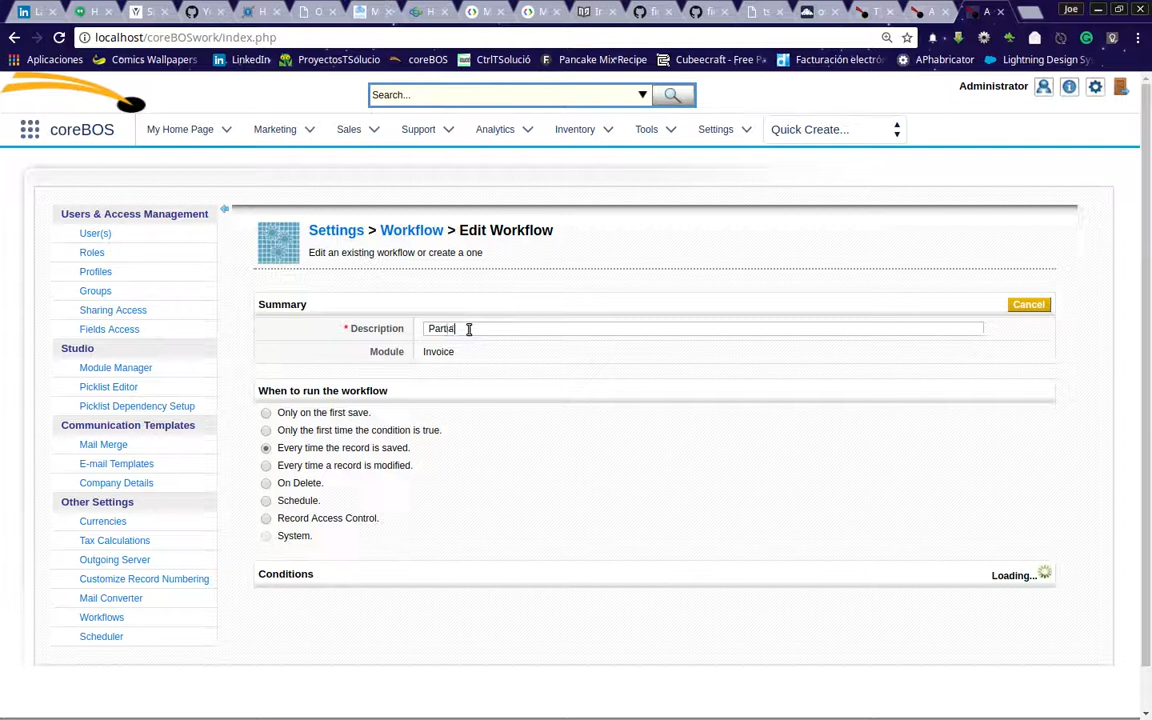 Joe
localhost/coreBOSwork/index.php
Aplicaciones Comics Wallpapers LinkedIn ProyectosTSolucio coreBOS CtrlTSolució Pancake MixRecipe Cubeecraft - Free Pa Facturación electró APhabricator Lightning Design Sy
Search...
Administrator
coreBOS My Home Page Marketing Sales Support Analytics Inventory Tools Settings Quick Create...
Users & Access Management
User(s)
Roles
Profiles
Groups
Sharing Access
Fields Access
Studio
Module Manager
Picklist Editor
Picklist Dependency Setup
Communication Templates
Mail Merge
E-mail Templates
Company Details
Other Settings
Currencies
Tax Calculations
Outgoing Server
Customize Record Numbering
Mail Converter
Workflows
Scheduler
Settings > Workflow > Edit Workflow
Edit an existing workflow or create a one
Summary Cancel
* Description Partia
Module Invoice
When to run the workflow
Only on the first save.
Only the first time the condition is true.
Every time the record is saved.
Every time a record is modified.
On Delete.
Schedule.
Record Access Control.
System.
Conditions Loading...